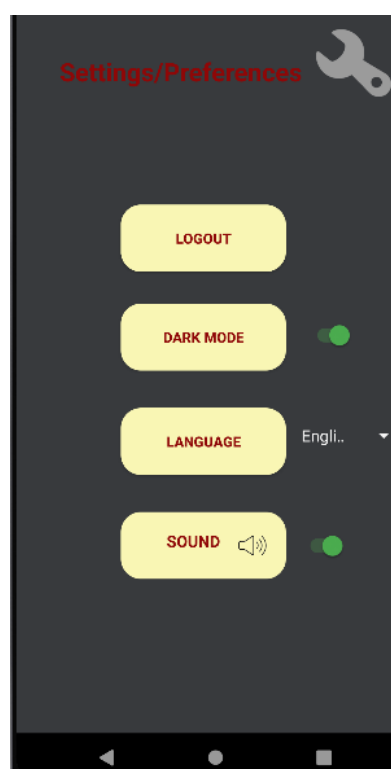 Settings/Preferences
LOGOUT
DARK MODE
LANGUAGE
Engli..
SOUND